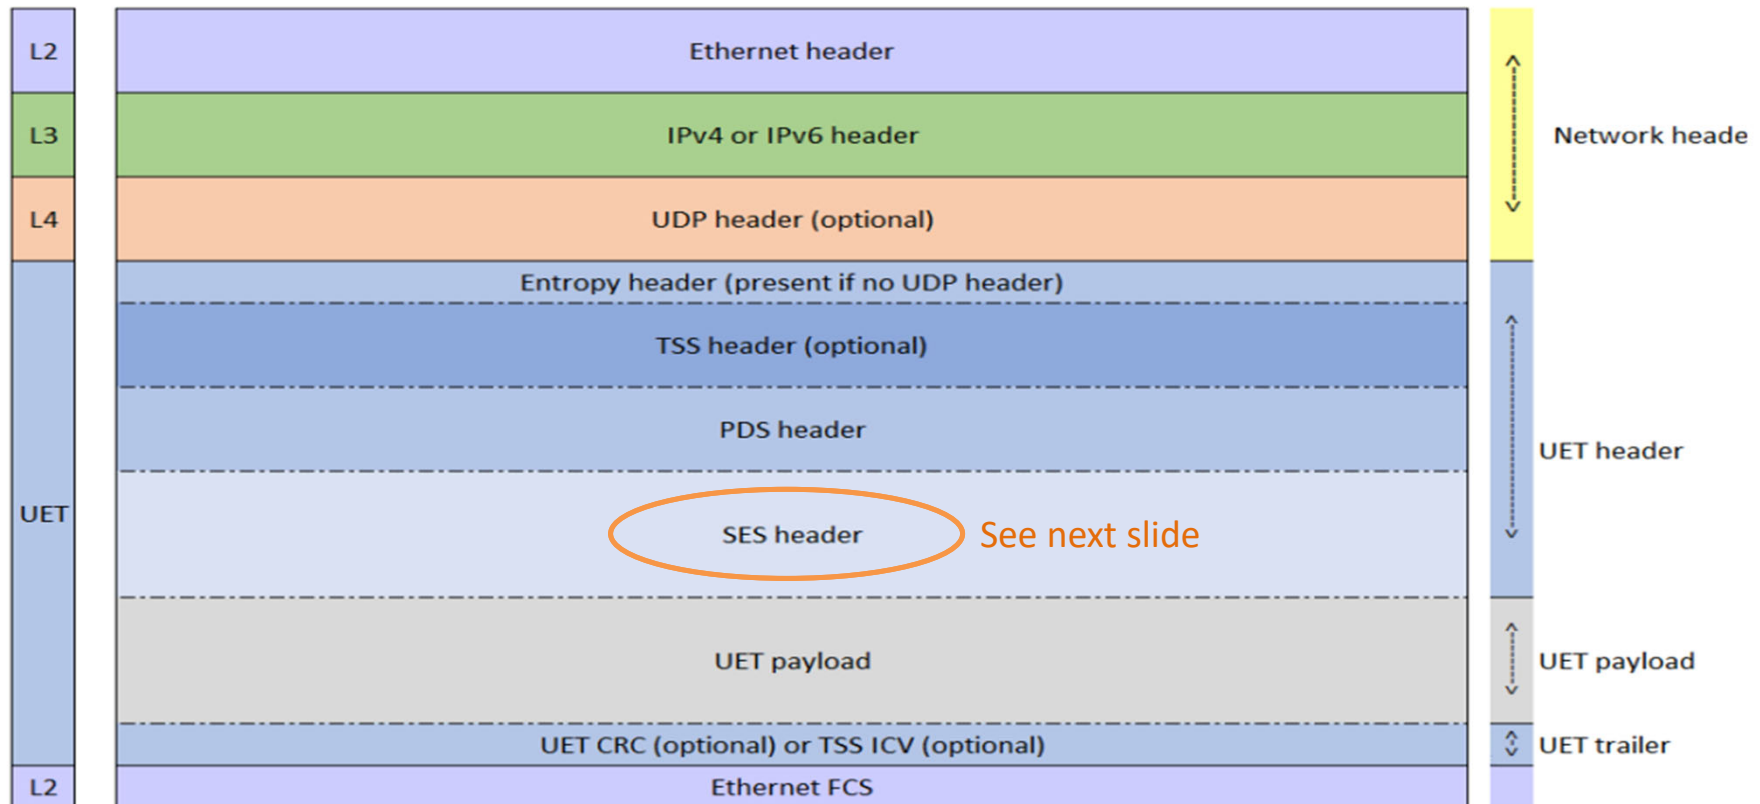 L2
Ethernet header
L3
IPv4 or IPv6 header
Network heade
L4
UDP header (optional)
Entropy header (present if no UDP header)
TSS header (optional)
PDS header
UET header
UET
SES header
See next slide
UET payload
UET payload
UET CRC (optional) or TSS ICV (optional)
UET trailer
L2
Ethernet FCS